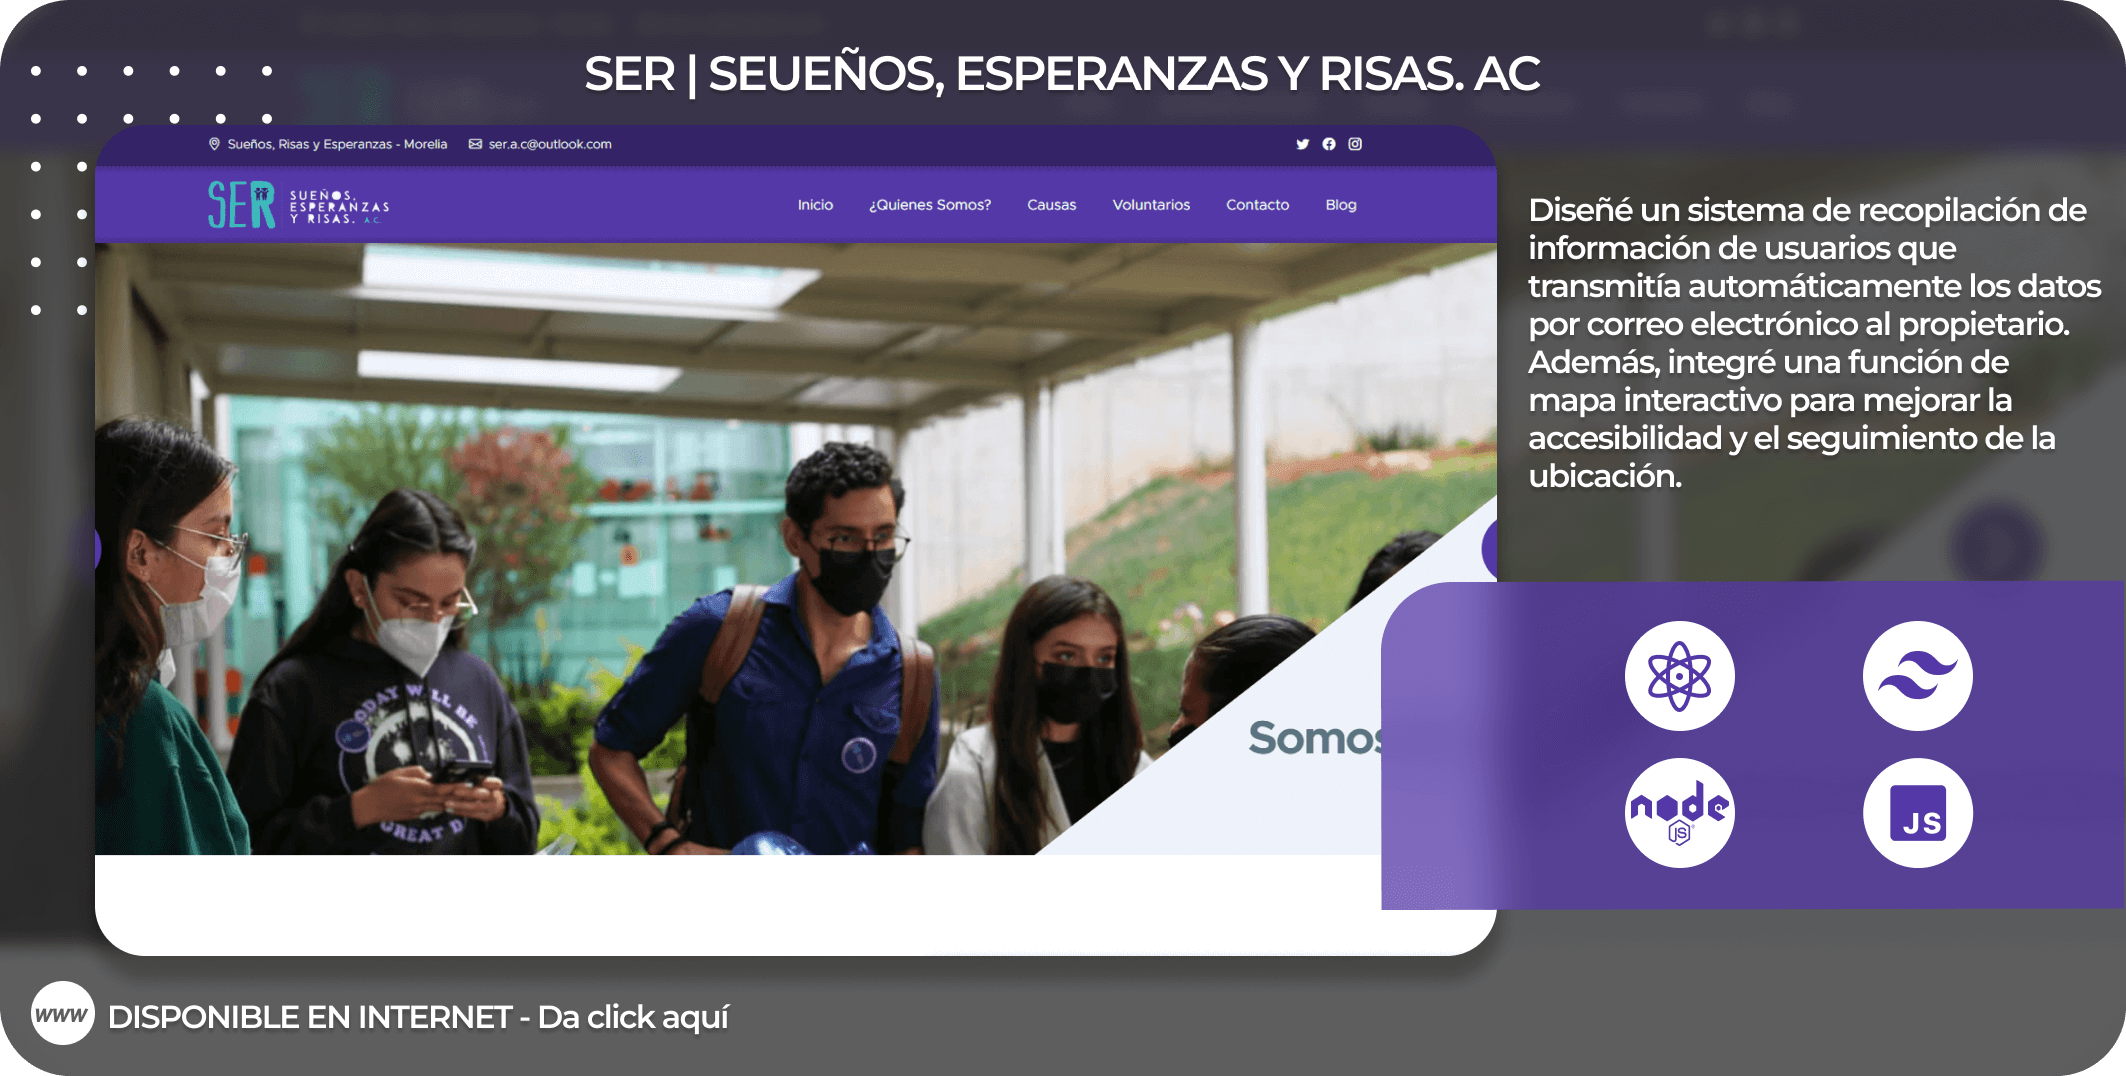 SER | SEUEÑOS, ESPERANZAS Y RISAS. AC
Sueños, Risas y Esperanzas - Morelia
ser.a.c@outlook.com
SER
SUEÑOS,
ESPERANZAS
Y RISAS. A.C.
Inicio
¿Quienes Somos?
Causas
Voluntarios
Contacto
Blog
Diseñé un sistema de recopilación de
información de usuarios que
transmitía automáticamente los datos
por correo electrónico al propietario.
Además, integré una función de
mapa interactivo para mejorar la
accesibilidad y el seguimiento de la
ubicación.
ODAY WILL BE
GREAT D
Somos
node
JS
JS
www
DISPONIBLE EN INTERNET - Da click aquí